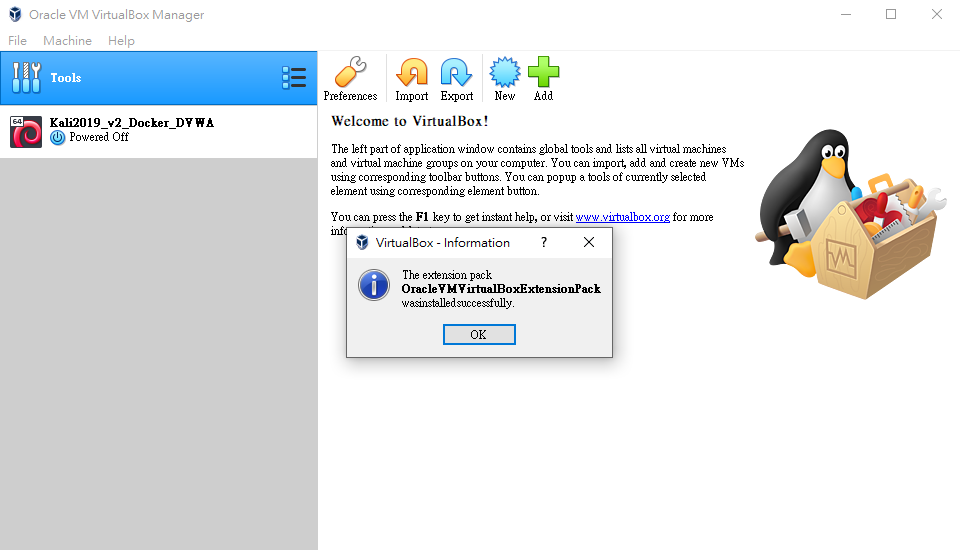 Oracle VM VirtualBox Manager
File Machine Help
Tools
64
Kali2019_v2_Docker_DVWA
Powered Off
Preferences Import Export New Add
Welcome to VirtualBox!
The left part of application window contains global tools and lists all virtual machines
and virtual machine groups on your computer. You can import, add and create new VMs
using corresponding toolbar buttons. You can popup a tools of currently selected
element using corresponding element button.
You can press the F1 key to get instant help, or visit www.virtualbox.org for more
VirtualBox - Information ?
The extension pack
OracleVMVirtualBoxExtensionPack
wasinstalledsuccessfully.
OK